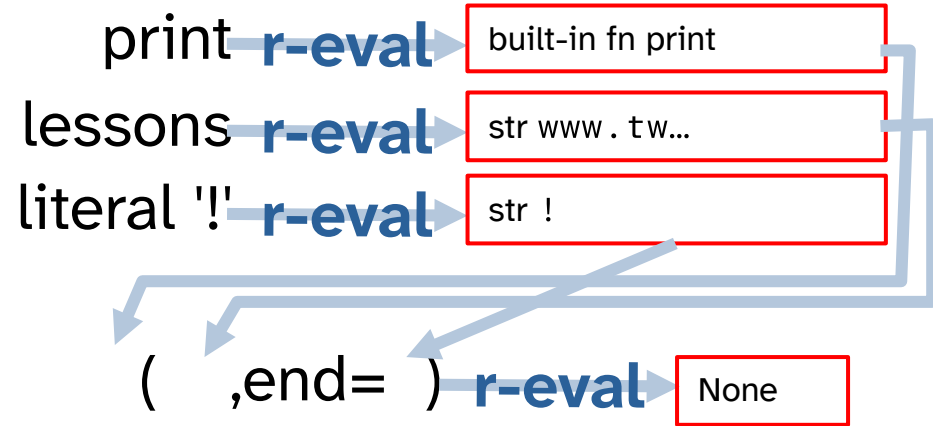 print r-eval built-in fn print
lessons r-eval str www.tw…
literal '!' r-eval str !
( ,end= ) r-eval None